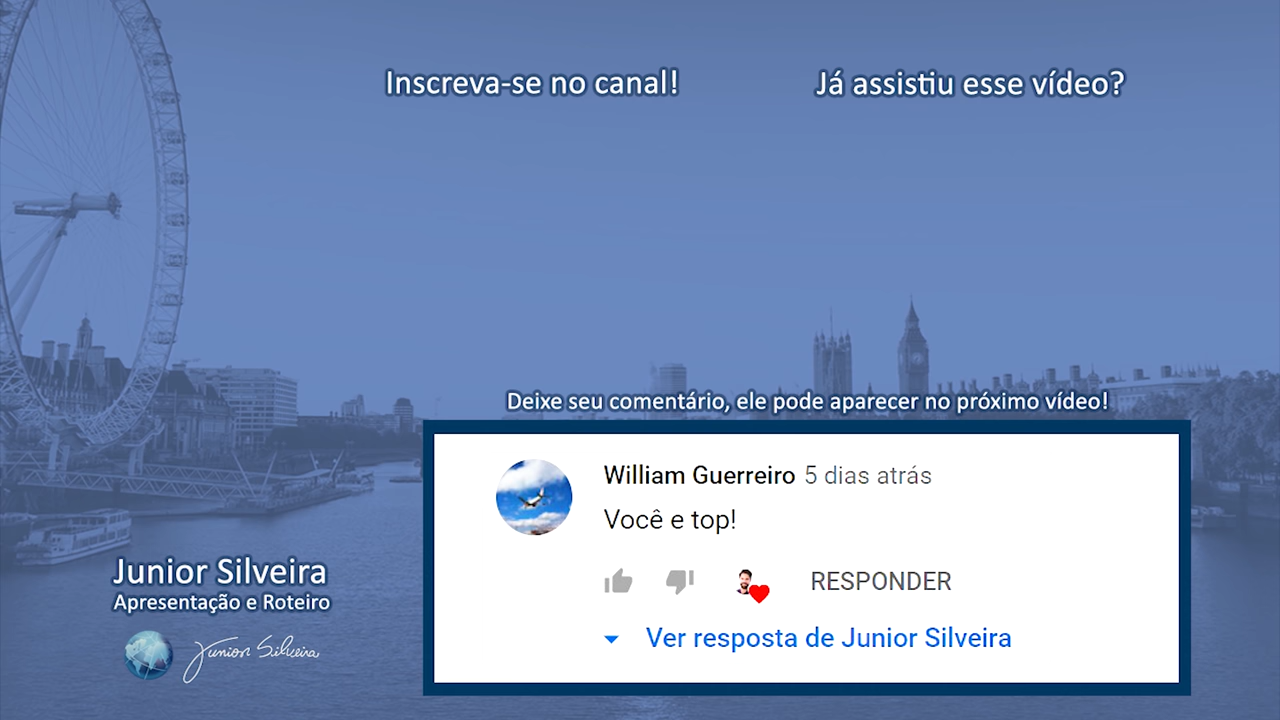 Inscreva-se no canal!
Já assistiu esse vídeo?
Deixe seu comentário, ele pode aparecer no próximo vídeo!
William Guerreiro 5 dias atrás
Você e top!
RESPONDER
Ver resposta de Junior Silveira
Junior Silveira
Apresentação e Roteiro
Junior Silveira